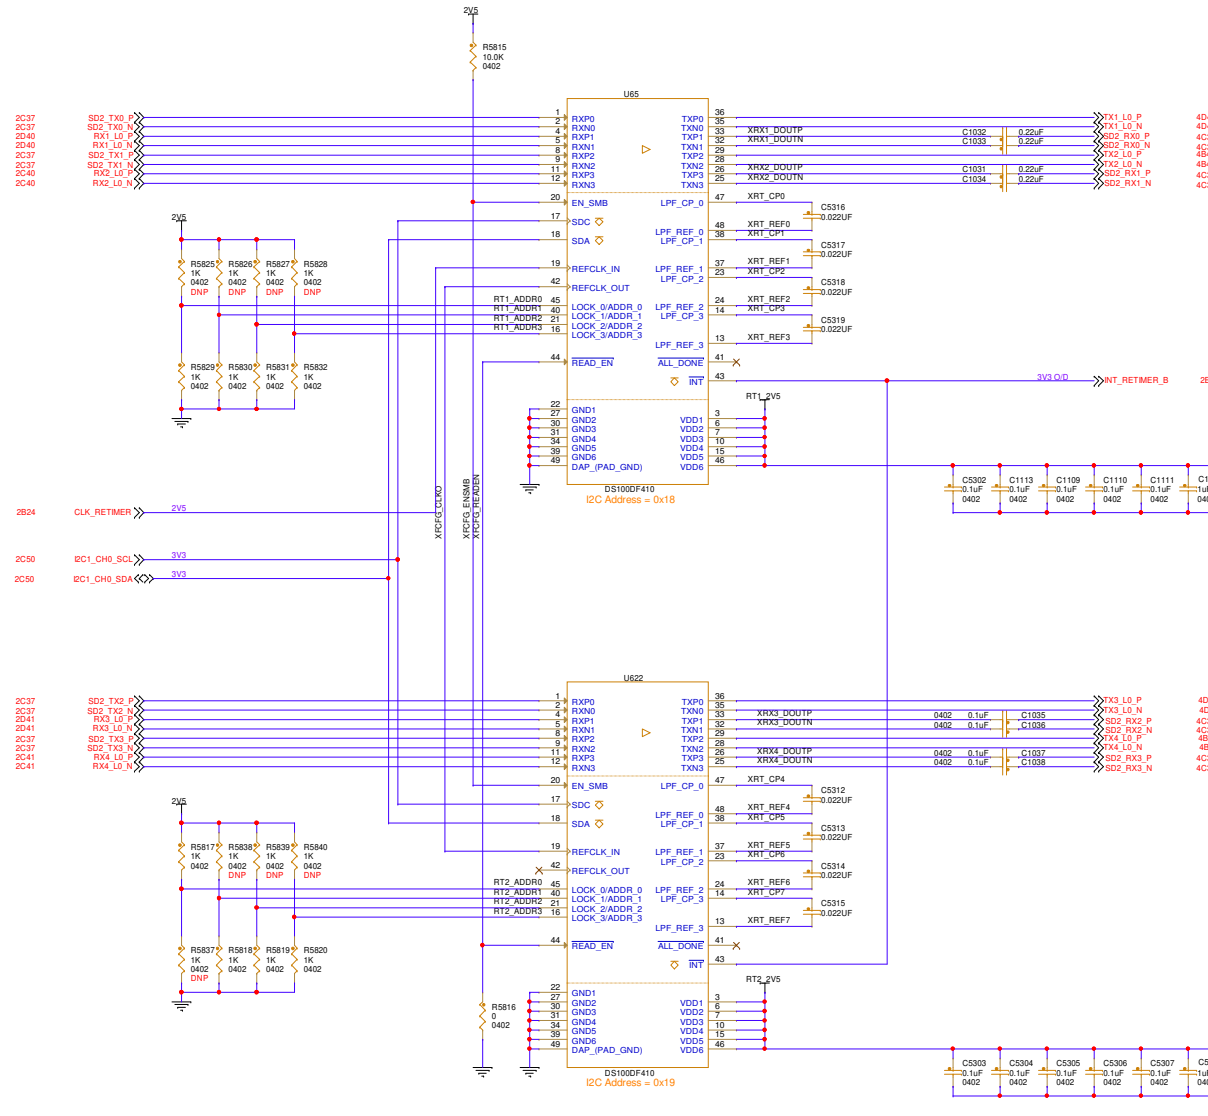 2V5
R5815
10.0K
0402
U65
2C37 SD2_TX0_P 1 RXP0 TXP0 36 TX1_L0_P
2C37 SD2_TX0_N 2 RXN0 TXN0 35 TX1_L0_N
2D40 RX1_L0_P 4 RXP1 TXP1 33 XRX1_DOUTP C1032 0.22uF SD2_RX0_P
2D40 RX1_L0_N 5 RXN1 TXN1 32 XRX1_DOUTN C1033 0.22uF SD2_RX0_N
2C37 SD2_TX1_P 8 RXP2 TXP2 29 TX2_L0_P
2C37 SD2_TX1_N 9 RXN2 TXN2 28 TX2_L0_N
2C40 RX2_L0_P 11 RXP3 TXP3 26 XRX2_DOUTP C1031 0.22uF SD2_RX1_P
2C40 RX2_L0_N 12 RXN3 TXN3 25 XRX2_DOUTN C1034 0.22uF SD2_RX1_N
20 EN_SMB LPF_CP_0 47 XRT_CP0
C5316
0.022UF
17 SDC
2V5
LPF_REF_0 48 XRT_REF0
18 SDA LPF_CP_1 38 XRT_CP1
C5317
0.022UF
R5825 R5826 R5827 R5828
1K 1K 1K 1K
0402 0402 0402 0402
DNP DNP DNP DNP
19 REFCLK_IN LPF_REF_1 37 XRT_REF1
LPF_CP_2 23 XRT_CP2
42 REFCLK_OUT
C5318
0.022UF
RT1_ADDR0 45 LOCK_0/ADDR_0 LPF_REF_2 24 XRT_REF2
RT1_ADDR1 40 LOCK_1/ADDR_1 LPF_CP_3 14 XRT_CP3
RT1_ADDR2 21 LOCK_2/ADDR_2
RT1_ADDR3 16 LOCK_3/ADDR_3
C5319
0.022UF
LPF_REF_3 13 XRT_REF3
44 READ_EN ALL_DONE 41
R5829 R5830 R5831 R5832
1K 1K 1K 1K
0402 0402 0402 0402
INT 43 3V3 O/D INT_RETIMER_B
RT1_2V5
22 GND1
27 GND2 VDD1 3
30 GND3 VDD2 6
31 GND4 VDD3 7
34 GND5 VDD4 10
39 GND6 VDD5 15
49 DAP_(PAD_GND) VDD6 46
DS100DF410
I2C Address = 0x18
C5302 C1113 C1109 C1110 C1111
0.1uF 0.1uF 0.1uF 0.1uF 0.1uF
0402 0402 0402 0402 0402
XFCFG_CLKO
XFCFG_ENSMB
XFCFG_READEN
2B24 CLK_RETIMER 2V5
2C50 I2C1_CH0_SCL 3V3
2C50 I2C1_CH0_SDA 3V3
U622
2C37 SD2_TX2_P 1 RXP0 TXP0 36 TX3_L0_P
2C37 SD2_TX2_N 2 RXN0 TXN0 35 TX3_L0_N
2D41 RX3_L0_P 4 RXP1 TXP1 33 XRX3_DOUTP 0402 0.1uF C1035 SD2_RX2_P
2D41 RX3_L0_N 5 RXN1 TXN1 32 XRX3_DOUTN 0402 0.1uF C1036 SD2_RX2_N
2C37 SD2_TX3_P 8 RXP2 TXP2 29 TX4_L0_P
2C37 SD2_TX3_N 9 RXN2 TXN2 28 TX4_L0_N
2C41 RX4_L0_P 11 RXP3 TXP3 26 XRX4_DOUTP 0402 0.1uF C1037 SD2_RX3_P
2C41 RX4_L0_N 12 RXN3 TXN3 25 XRX4_DOUTN 0402 0.1uF C1038 SD2_RX3_N
20 EN_SMB LPF_CP_0 47 XRT_CP4
C5312
0.022UF
2V5
17 SDC
LPF_REF_0 48 XRT_REF4
18 SDA LPF_CP_1 38 XRT_CP5
C5313
0.022UF
R5817 R5838 R5839 R5840
1K 1K 1K 1K
0402 0402 0402 0402
DNP DNP DNP
19 REFCLK_IN LPF_REF_1 37 XRT_REF5
LPF_CP_2 23 XRT_CP6
42 REFCLK_OUT
C5314
0.022UF
RT2_ADDR0 45 LOCK_0/ADDR_0 LPF_REF_2 24 XRT_REF6
RT2_ADDR1 40 LOCK_1/ADDR_1 LPF_CP_3 14 XRT_CP7
RT2_ADDR2 21 LOCK_2/ADDR_2
RT2_ADDR3 16 LOCK_3/ADDR_3
C5315
0.022UF
LPF_REF_3 13 XRT_REF7
44 READ_EN ALL_DONE 41
R5837 R5818 R5819 R5820
1K 1K 1K 1K
0402 0402 0402 0402
DNP
INT 43
RT2_2V5
R5816
0
0402
22 GND1
27 GND2 VDD1 3
30 GND3 VDD2 6
31 GND4 VDD3 7
34 GND5 VDD4 10
39 GND6 VDD5 15
49 DAP_(PAD_GND) VDD6 46
DS100DF410
I2C Address = 0x19
C5303 C5304 C5305 C5306 C5307
0.1uF 0.1uF 0.1uF 0.1uF 0.1uF
0402 0402 0402 0402 0402